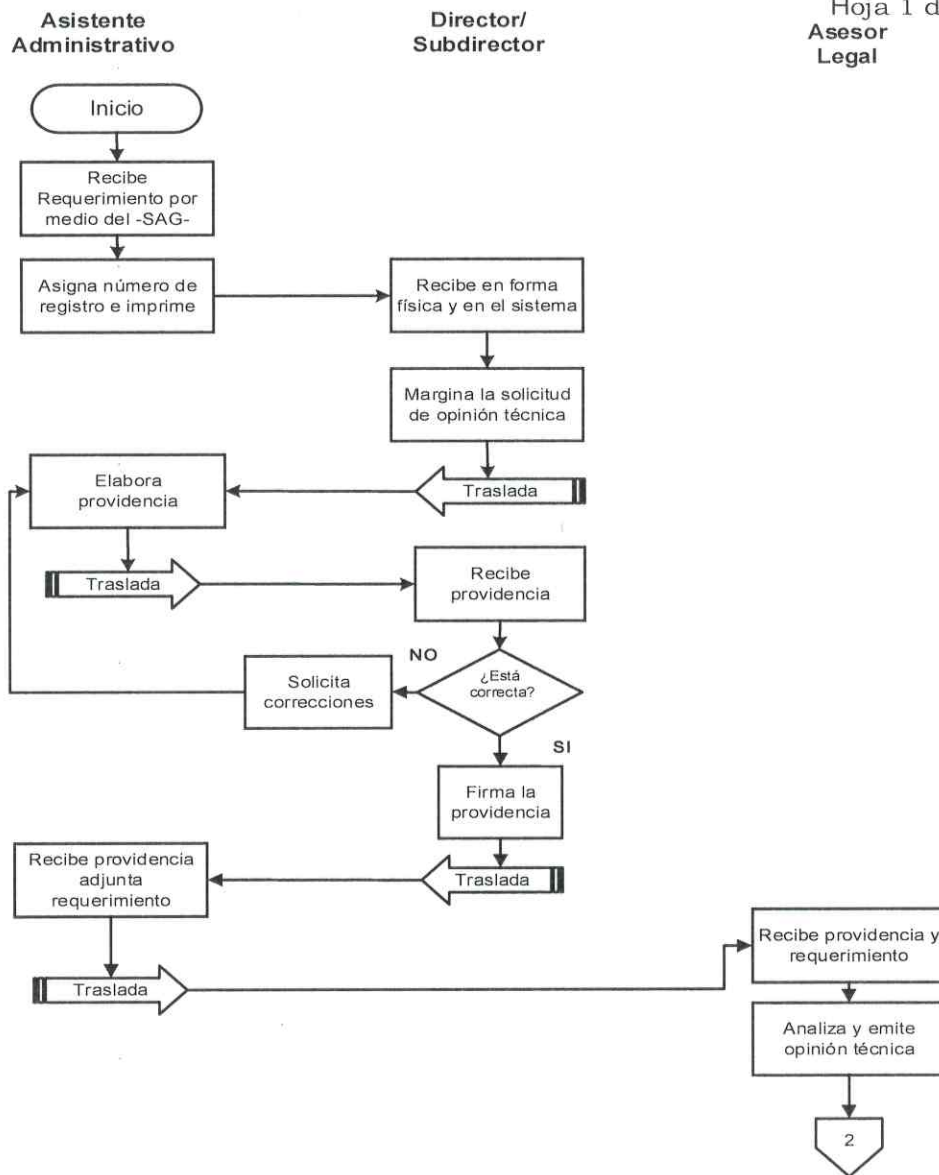 Hoja 1 d
Asistente
Administrativo
Director/
Subdirector
Asesor
Legal
Inicio
Recibe
Requerimiento por
medio del -SAG-
Asigna número de
registro e imprime
Recibe en forma
física y en el sistema
Margina la solicitud
de opinión técnica
Traslada
Elabora
providencia
Traslada
Recibe
providencia
¿Está
correcta?
NO
Solicita
correcciones
SI
Firma la
providencia
Traslada
Recibe providencia
adjunta
requerimiento
Traslada
Recibe providencia y
requerimiento
Analiza y emite
opinión técnica
2